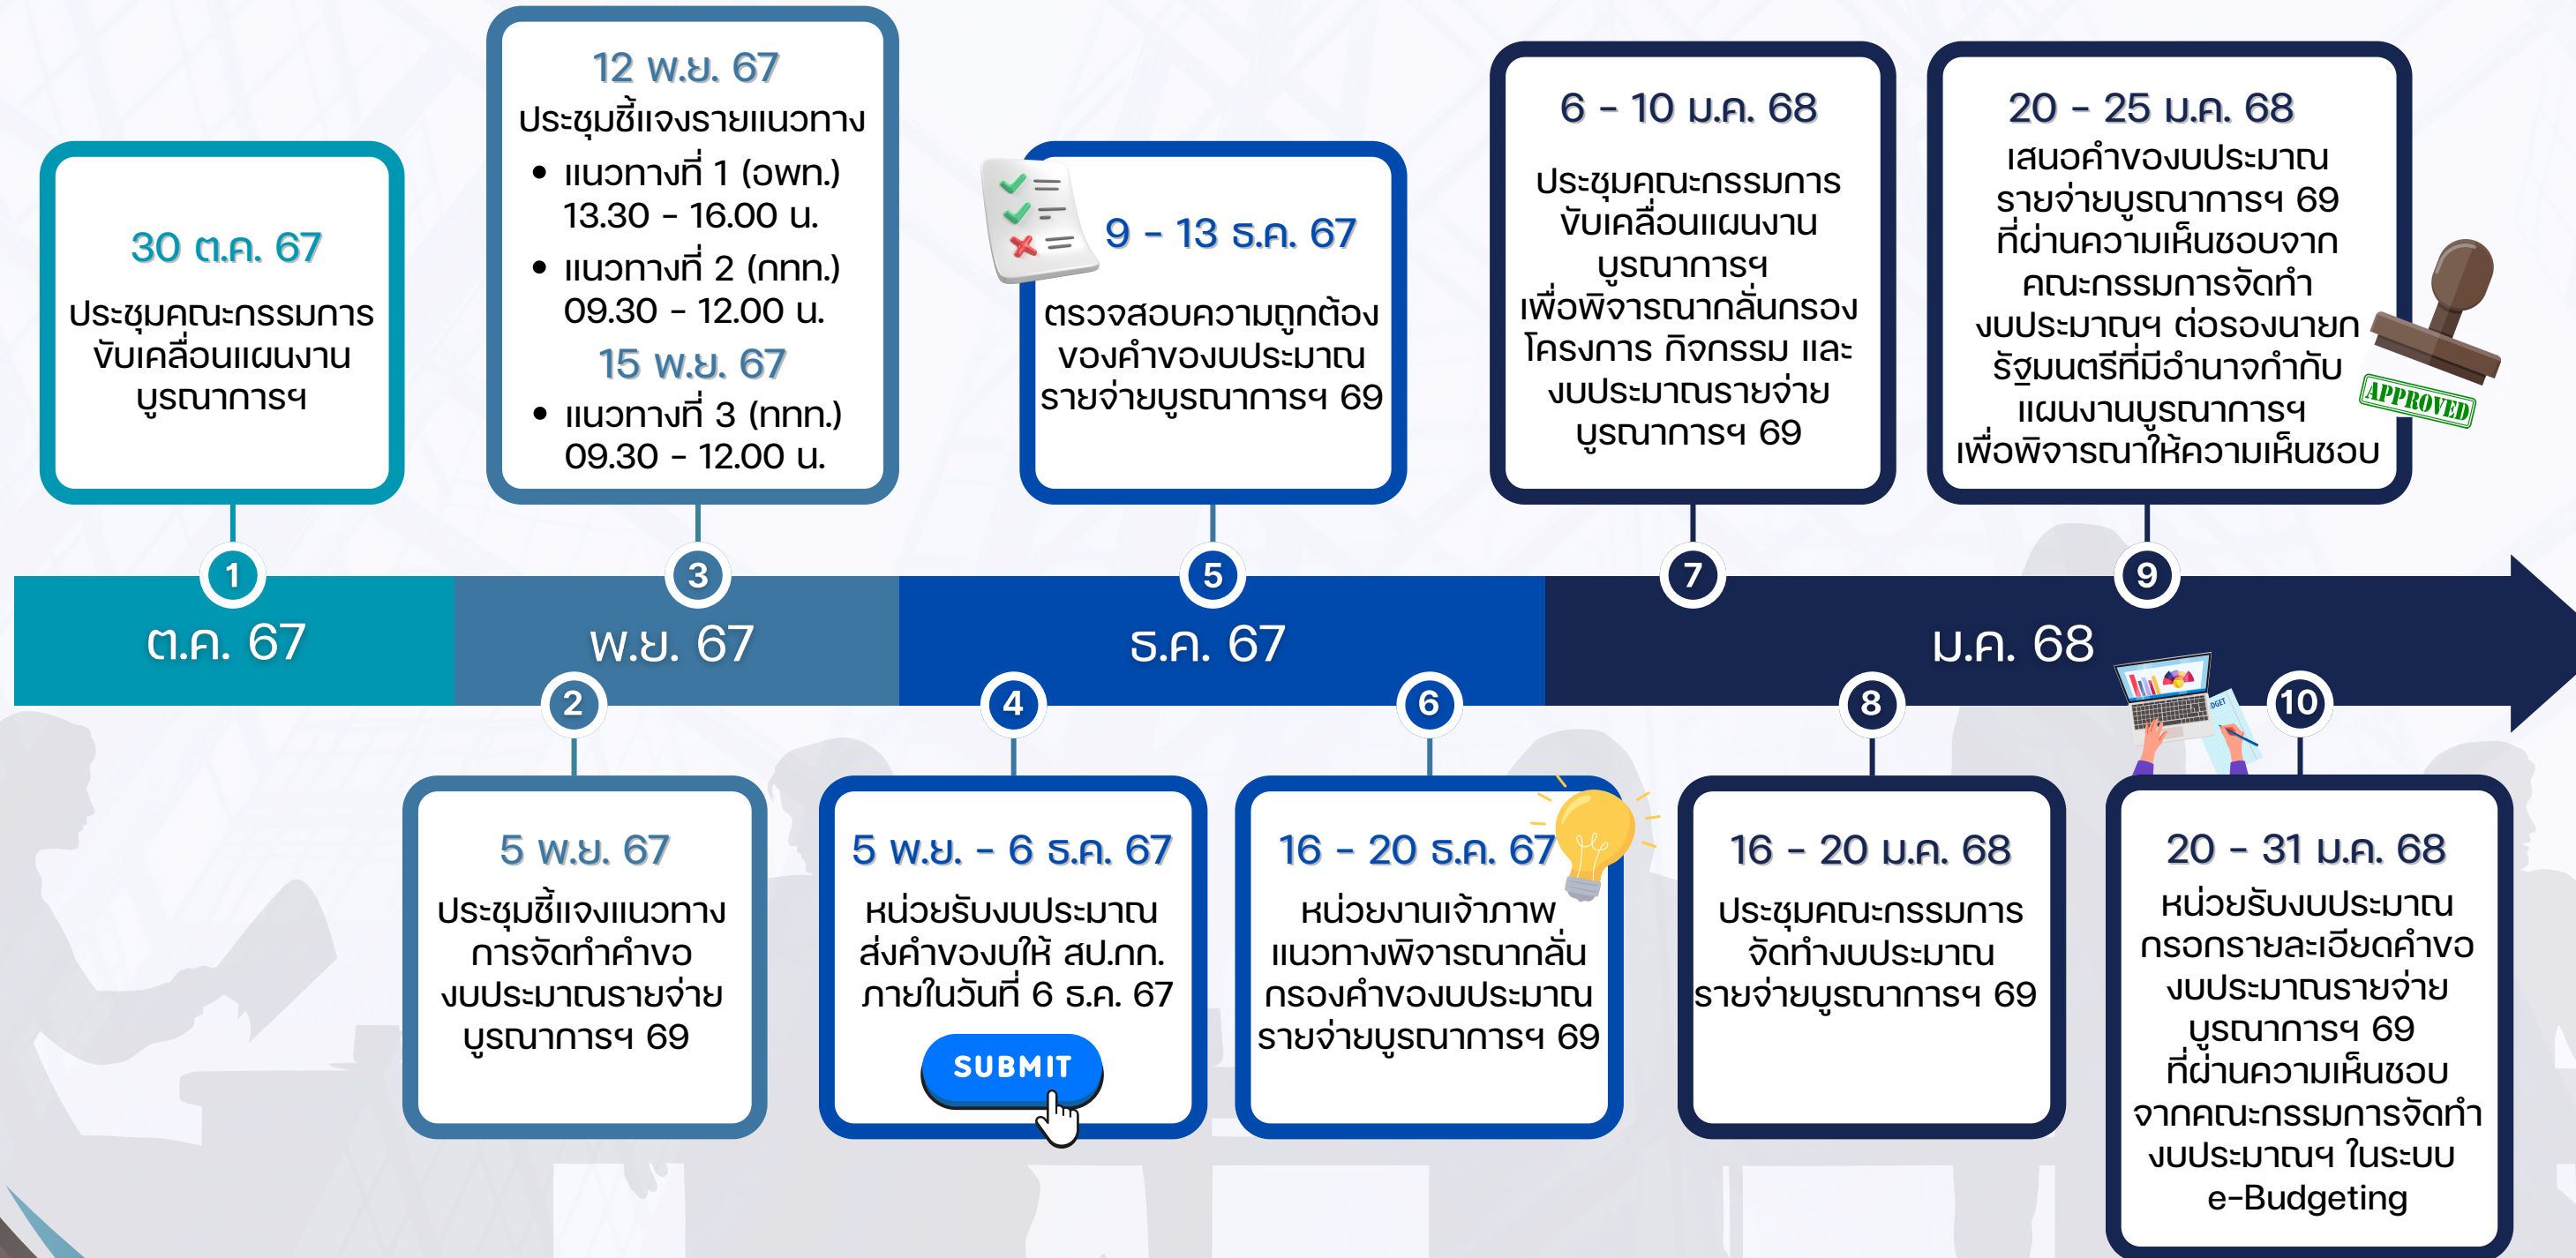 30 ต.ค. 67
ประชุมคณะกรรมการ
ขับเคลื่อนแผนงาน
บูรณาการฯ
1
ต.ค. 67
5 พ.ย. 67
ประชุมชี้แจงแนวทาง
การจัดทำคำขอ
งบประมาณรายจ่าย
บูรณาการฯ 69
2
12 พ.ย. 67
ประชุมชี้แจงรายแนวทาง
• แนวทางที่ 1 (อพท.)
13.30 - 16.00 น.
• แนวทางที่ 2 (กทท.)
09.30 - 12.00 น.
15 พ.ย. 67
• แนวทางที่ 3 (ททท.)
09.30 - 12.00 น.
3
พ.ย. 67
4
5 พ.ย. - 6 ธ.ค. 67
หน่วยรับงบประมาณ
ส่งคำของบให้ สป.กก.
ภายในวันที่ 6 ธ.ค. 67
SUBMIT
9 - 13 ธ.ค. 67
ตรวจสอบความถูกต้อง
ของคำของบประมาณ
รายจ่ายบูรณาการฯ 69
5
ธ.ค. 67
6
16 - 20 ธ.ค. 67
หน่วยงานเจ้าภาพ
แนวทางพิจารณากลั่น
กรองคำของบประมาณ
รายจ่ายบูรณาการฯ 69
6 - 10 ม.ค. 68
ประชุมคณะกรรมการ
ขับเคลื่อนแผนงาน
บูรณาการฯ
เพื่อพิจารณากลั่นกรอง
โครงการ กิจกรรม และ
งบประมาณรายจ่าย
บูรณาการฯ 69
7
ม.ค. 68
8
16 - 20 ม.ค. 68
ประชุมคณะกรรมการ
จัดทำงบประมาณ
รายจ่ายบูรณาการฯ 69
20 - 25 ม.ค. 68
เสนอคำของบประมาณ
รายจ่ายบูรณาการฯ 69
ที่ผ่านความเห็นชอบจาก
คณะกรรมการจัดทำ
งบประมาณฯ ต่อรองนายก
รัฐมนตรีที่มีอำนาจกำกับ
แผนงานบูรณาการฯ
เพื่อพิจารณาให้ความเห็นชอบ
APPROVED
9
10
20 - 31 ม.ค. 68
หน่วยรับงบประมาณ
กรอกรายละเอียดคำขอ
งบประมาณรายจ่าย
บูรณาการฯ 69
ที่ผ่านความเห็นชอบ
จากคณะกรรมการจัดทำ
งบประมาณฯ ในระบบ
e-Budgeting